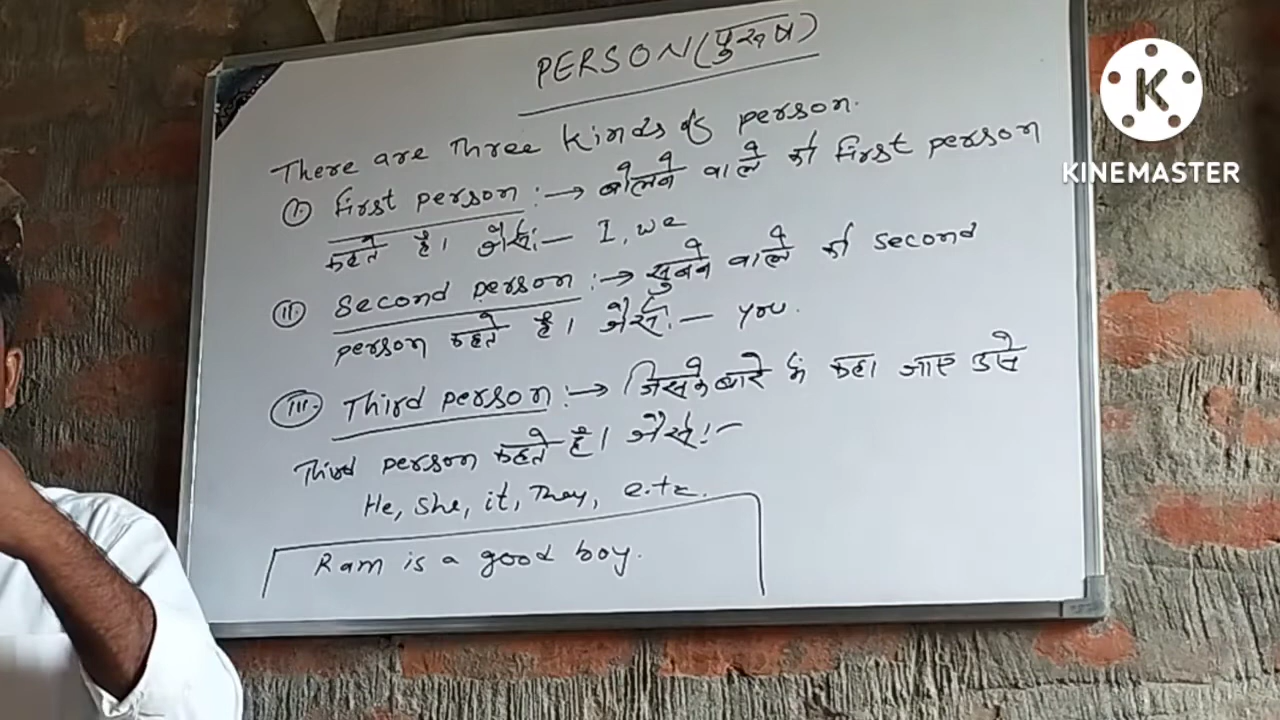 PERSON (पुरूष)
There are Three kinds of person.
I. First person :→ बोलने वाले को First person
कहते है। जैसे:— I, we
II. Second person :→ सुनने वाले को second
person कहते है। जैसे:— you.
III. Third person :→ जिसके बारे में कहा जाए उसे
Third person कहते है। जैसे:—
He, she, it, They, e.tc.
Ram is a good boy.
K
KINEMASTER